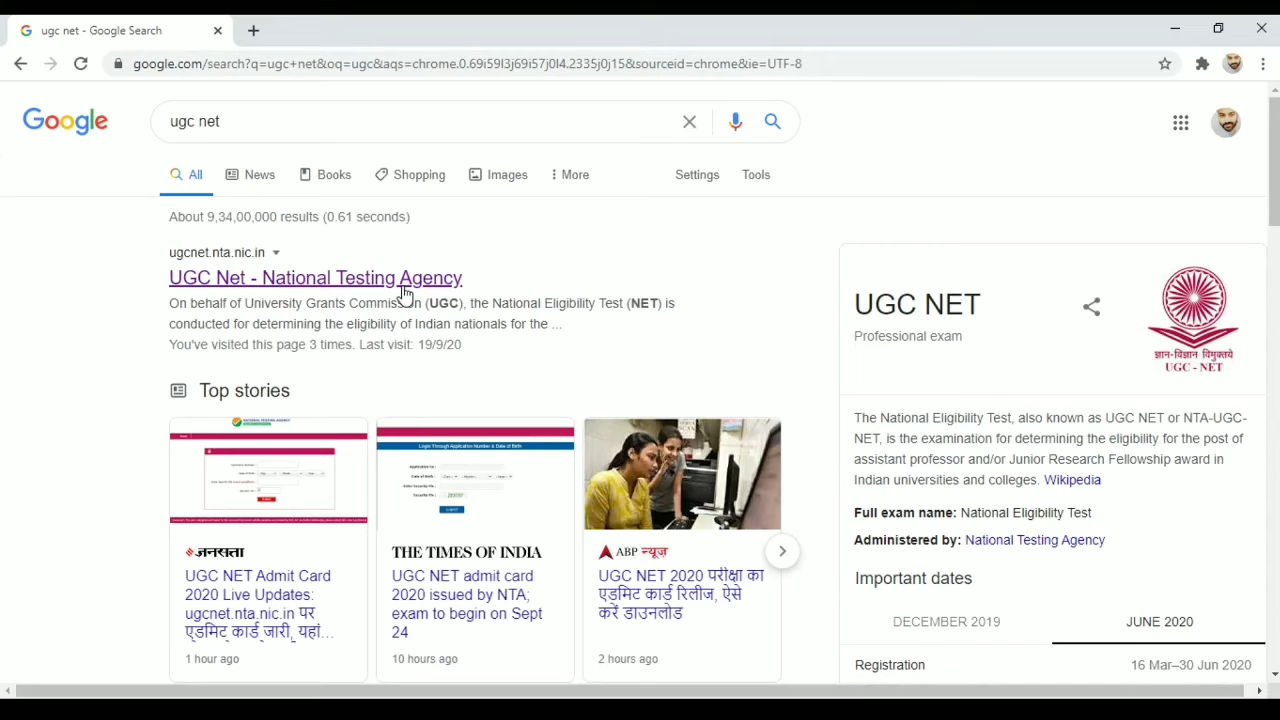 ugc net - Google Search
google.com/search?q=ugc+net&oq=ugc&aqs=chrome.0.69i59l3j69i57j0l4.2335j0j15&sourceid=chrome&ie=UTF-8
Google
ugc net
All News Books Shopping Images More Settings Tools
About 9,34,00,000 results (0.61 seconds)
ugcnet.nta.nic.in
UGC Net - National Testing Agency
On behalf of University Grants Commission (UGC), the National Eligibility Test (NET) is
conducted for determining the eligibility of Indian nationals for the ...
You've visited this page 3 times. Last visit: 19/9/20
Top stories
Login Through Application Number & Date of Birth
जनसत्ता
UGC NET Admit Card
2020 Live Updates:
ugcnet.nta.nic.in पर
एडमिट कार्ड जारी, यहां...
1 hour ago
THE TIMES OF INDIA
UGC NET admit card
2020 issued by NTA;
exam to begin on Sept
24
10 hours ago
ABP न्यूज़
UGC NET 2020 परीक्षा का
एडमिट कार्ड रिलीज, ऐसे
करें डाउनलोड
2 hours ago
UGC NET
Professional exam
ज्ञान-विज्ञान विमुक्तये
UGC - NET
The National Eligibility Test, also known as UGC NET or NTA-UGC-
NET, is the examination for determining the eligibility for the post of
assistant professor and/or Junior Research Fellowship award in
Indian universities and colleges. Wikipedia
Full exam name: National Eligibility Test
Administered by: National Testing Agency
Important dates
DECEMBER 2019 JUNE 2020
Registration 16 Mar–30 Jun 2020